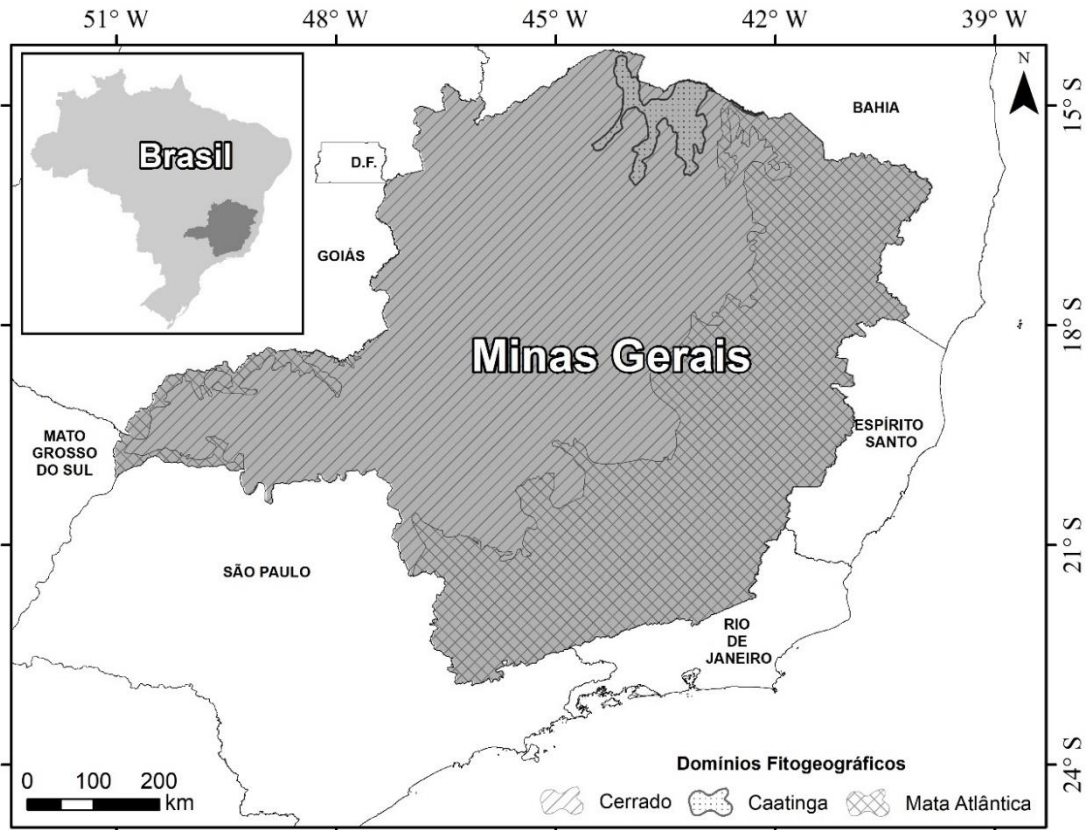 51° W
48° W
45° W
42° W
39° W
N
15° S
18° S
21° S
24° S
Brasil
BAHIA
D.F.
GOIÁS
Minas Gerais
MATO
GROSSO
DO SUL
ESPÍRITO
SANTO
SÃO PAULO
RIO
DE
JANEIRO
Domínios Fitogeográficos
0 100 200
km
Cerrado Caatinga Mata Atlântica